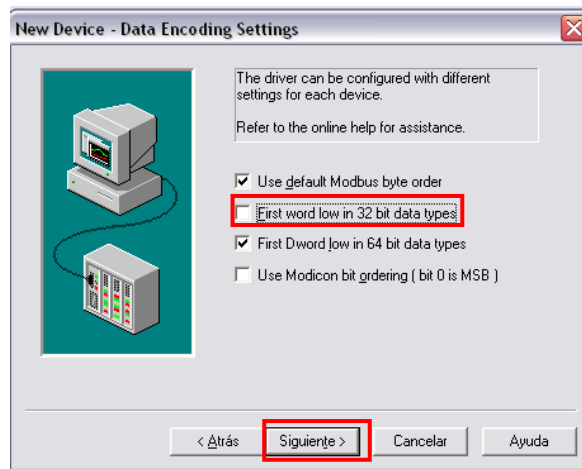 New Device - Data Encoding Settings
The driver can be configured with different
settings for each device.
Refer to the online help for assistance.
Use default Modbus byte order
First word low in 32 bit data types
First Dword low in 64 bit data types
Use Modicon bit ordering ( bit 0 is MSB )
< Atrás Siguiente > Cancelar Ayuda